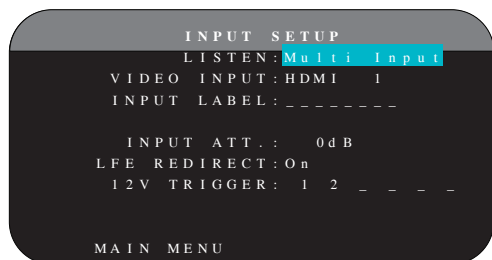 INPUT SETUP
LISTEN: Multi Input
VIDEO INPUT: HDMI 1
INPUT LABEL: _ _ _ _ _ _ _ _
INPUT ATT.: 0dB
LFE REDIRECT: On
12V TRIGGER: 1 2 _ _ _ _
MAIN MENU